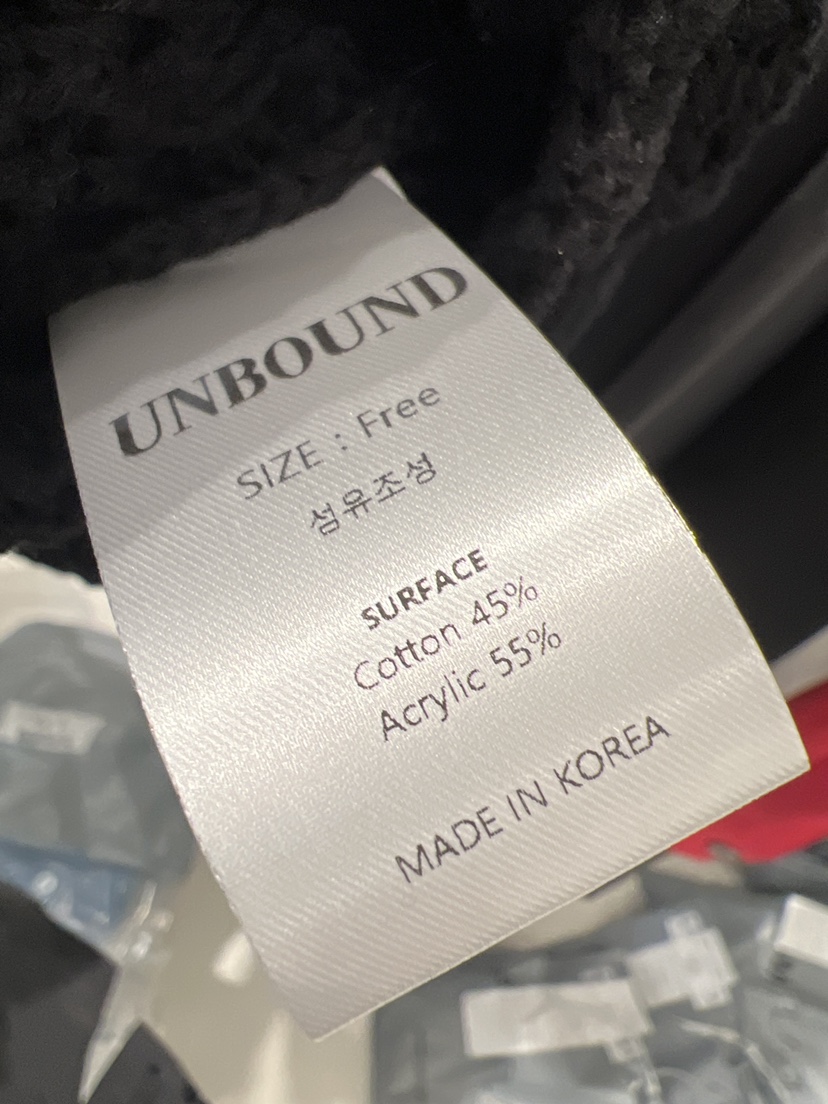 UNBOUND
SIZE : Free
섬유조성
SURFACE
Cotton 45%
Acrylic 55%
MADE IN KOREA